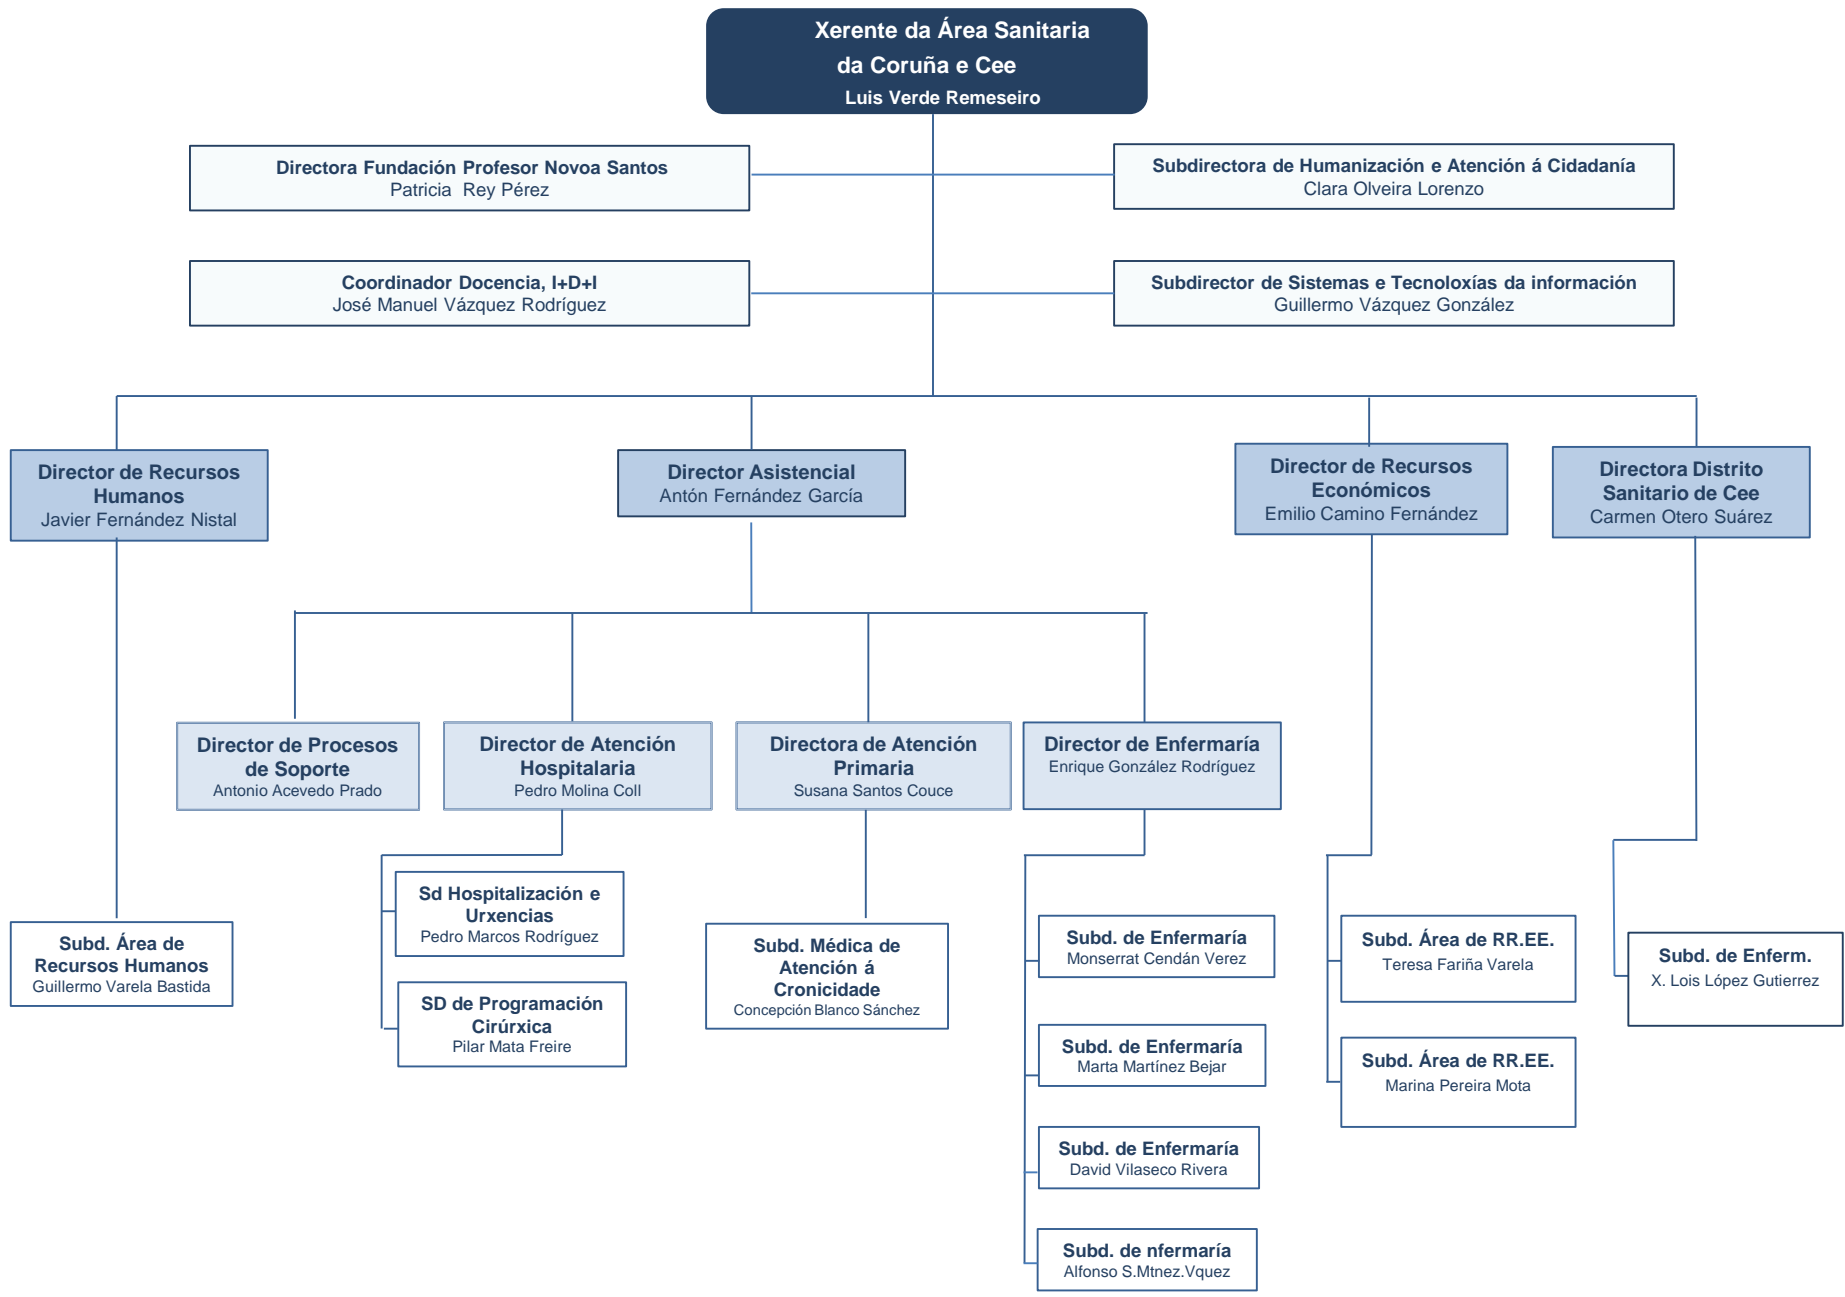 Xerente da Área Sanitaria
da Coruña e Cee
Luis Verde Remeseiro
Directora Fundación Profesor Novoa Santos
Patricia Rey Pérez
Subdirectora de Humanización e Atención á Cidadanía
Clara Olveira Lorenzo
Coordinador Docencia, I+D+I
José Manuel Vázquez Rodríguez
Subdirector de Sistemas e Tecnoloxías da información
Guillermo Vázquez González
Director de Recursos
Humanos
Javier Fernández Nistal
Director Asistencial
Antón Fernández García
Director de Recursos
Económicos
Emilio Camino Fernández
Directora Distrito
Sanitario de Cee
Carmen Otero Suárez
Director de Procesos
de Soporte
Antonio Acevedo Prado
Director de Atención
Hospitalaria
Pedro Molina Coll
Directora de Atención
Primaria
Susana Santos Couce
Director de Enfermaría
Enrique González Rodríguez
Subd. Área de
Recursos Humanos
Guillermo Varela Bastida
Sd Hospitalización e
Urxencias
Pedro Marcos Rodríguez
SD de Programación
Cirúrxica
Pilar Mata Freire
Subd. Médica de
Atención á
Cronicidade
Concepción Blanco Sánchez
Subd. de Enfermaría
Monserrat Cendán Verez
Subd. de Enfermaría
Marta Martínez Bejar
Subd. de Enfermaría
David Vilaseco Rivera
Subd. de nfermaría
Alfonso S.Mtnez.Vquez
Subd. Área de RR.EE.
Teresa Fariña Varela
Subd. Área de RR.EE.
Marina Pereira Mota
Subd. de Enferm.
X. Lois López Gutierrez